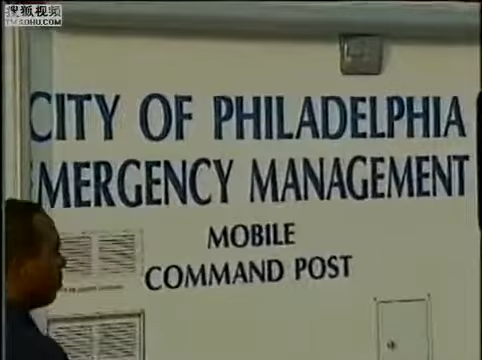 搜狐视频
TV.SOHU.COM
CITY OF PHILADELPHIA
EMERGENCY MANAGEMENT
MOBILE
COMMAND POST